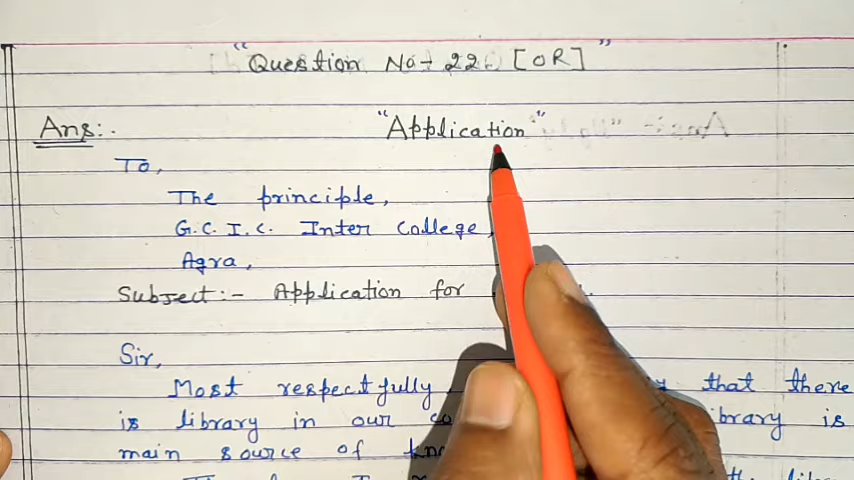 "Question No- 22. [OR]"
Ans:- "Application"
To,
The principle,
G.C.I.C. Inter College,
Agra,
Subject:- Application for
Sir,
Most respectfully that there
is library in our library is
main source of